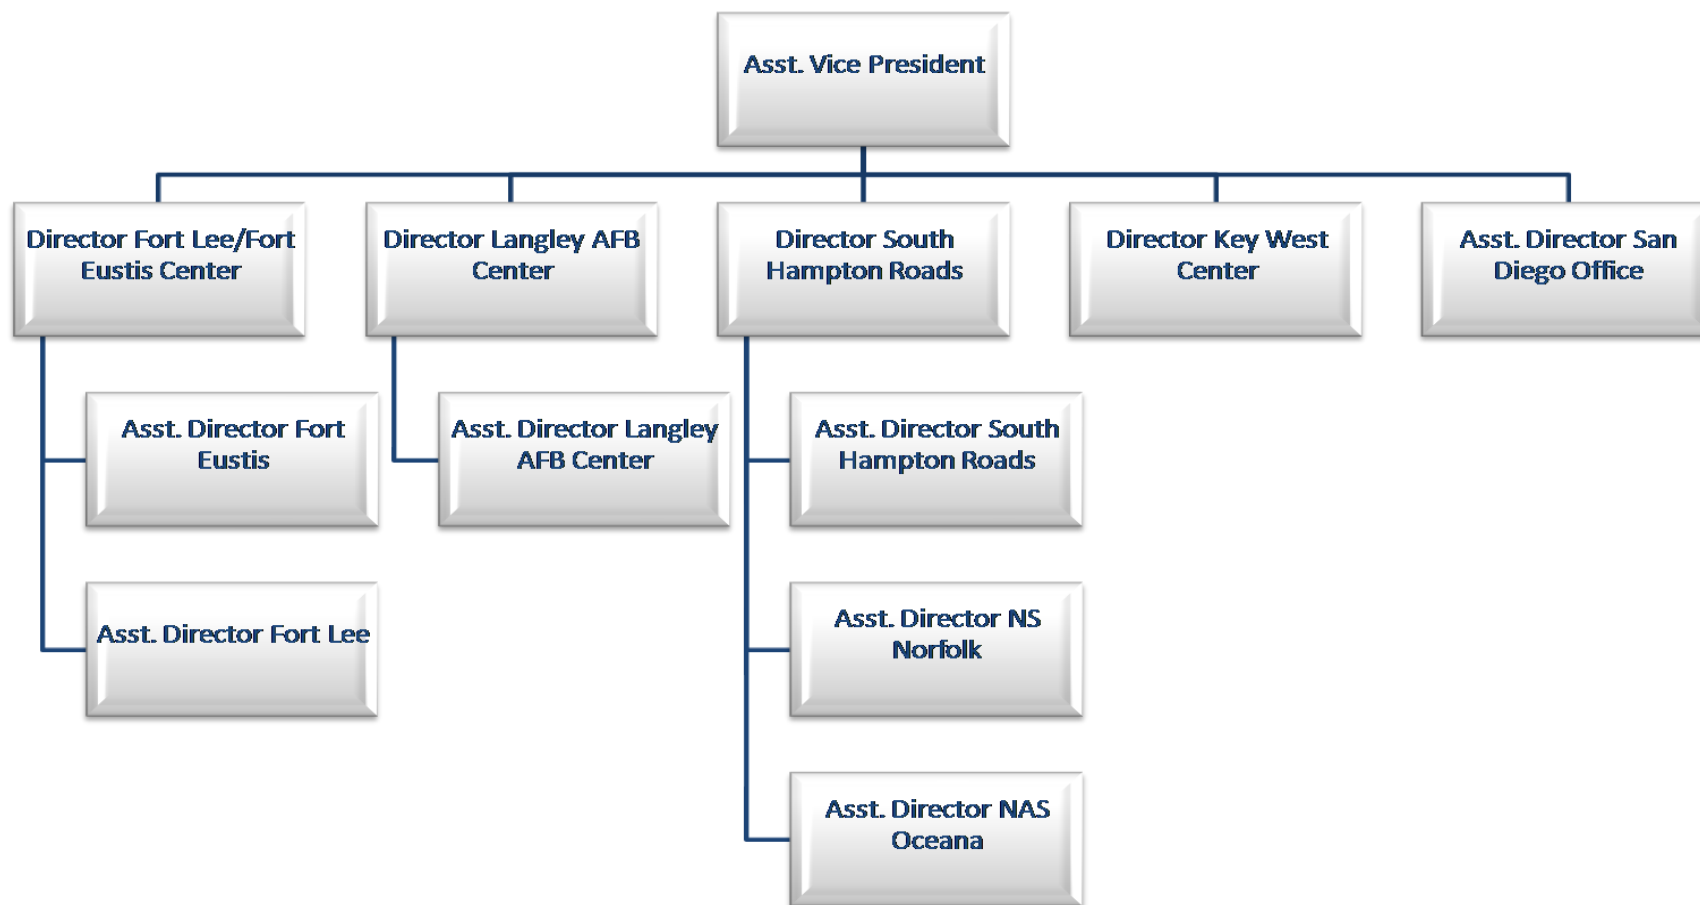 Asst. Vice President
Director Fort Lee/Fort
Eustis Center
Director Langley AFB
Center
Director South
Hampton Roads
Director Key West
Center
Asst. Director San
Diego Office
Asst. Director Fort
Eustis
Asst. Director Langley
AFB Center
Asst. Director South
Hampton Roads
Asst. Director Fort Lee
Asst. Director NS
Norfolk
Asst. Director NAS
Oceana